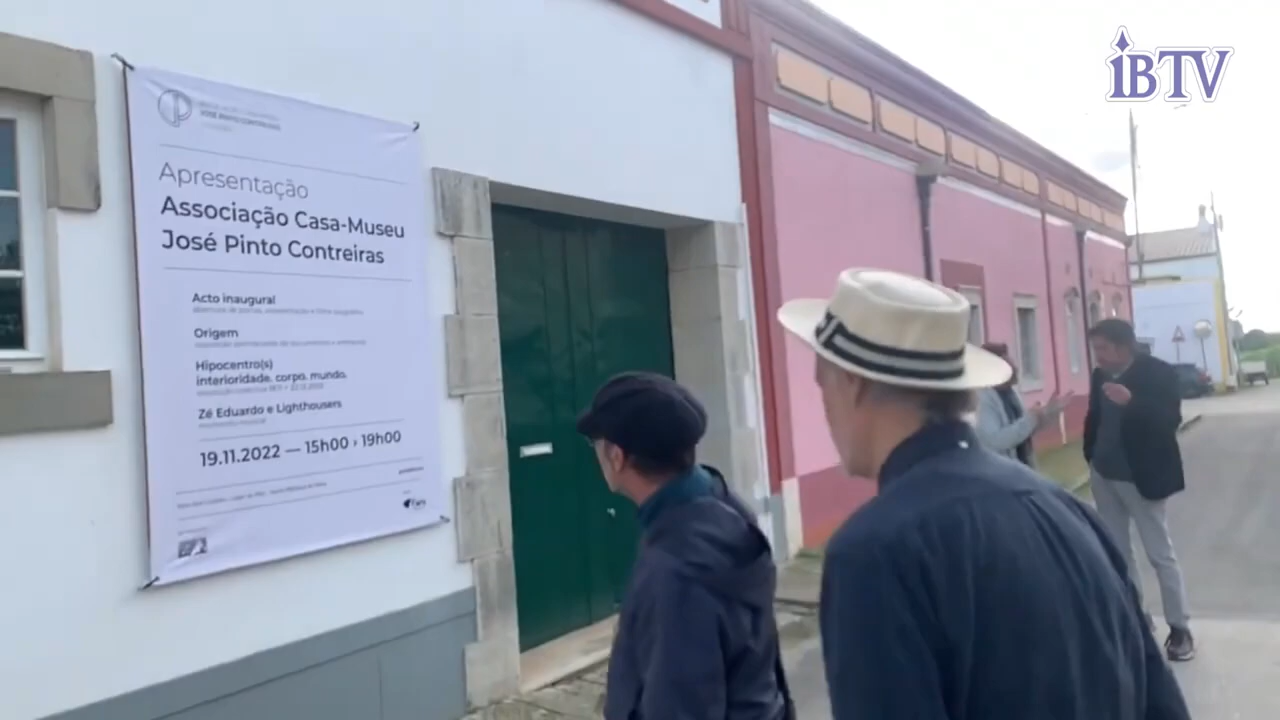 iBTV
JOSÉ PINTO CONTREIRAS
Apresentação
Associação Casa-Museu
José Pinto Contreiras
Acto inaugural
Origem
Hipocentro(s)
interioridade. corpo. mundo.
Zé Eduardo e Lighthousers
19.11.2022 — 15h00 › 19h00